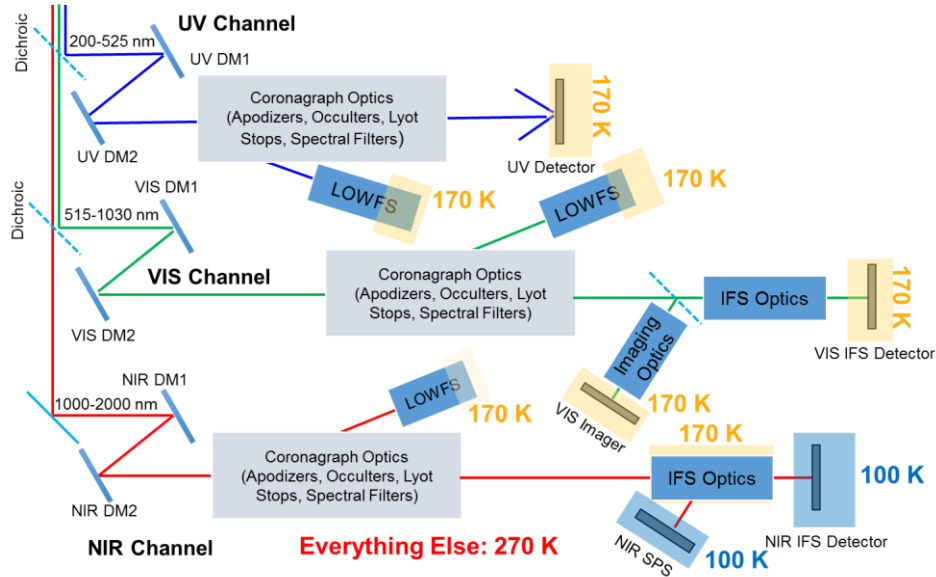 UV Channel
Dichroic
200-525 nm
UV DM1
UV DM2
Coronagraph Optics
(Apodizers, Occulters, Lyot
Stops, Spectral Filters)
170 K
UV Detector
LOWFS
170 K
LOWFS
170 K
Dichroic
VIS DM1
515-1030 nm
VIS Channel
VIS DM2
Coronagraph Optics
(Apodizers, Occulters, Lyot
Stops, Spectral Filters)
IFS Optics
170 K
VIS IFS Detector
Imaging
Optics
170 K
VIS Imager
NIR DM1
1000-2000 nm
NIR DM2
LOWFS
170 K
Coronagraph Optics
(Apodizers, Occulters, Lyot
Stops, Spectral Filters)
170 K
IFS Optics
100 K
NIR IFS Detector
NIR SPS
100 K
NIR Channel
Everything Else: 270 K